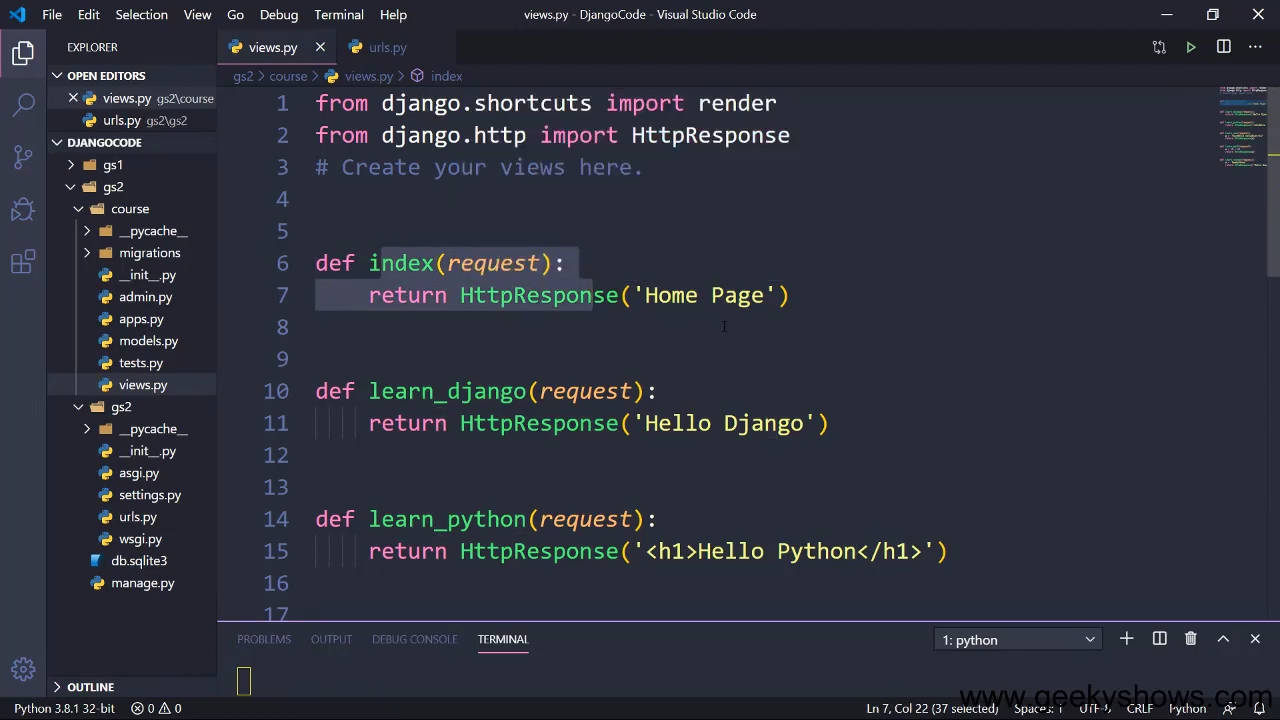 File Edit Selection View Go Debug Terminal Help views.py - DjangoCode - Visual Studio Code
EXPLORER
views.py urls.py
OPEN EDITORS
gs2 course views.py index
views.py gs2\course
urls.py gs2\gs2
DJANGOCODE
gs1
gs2
course
__pycache__
migrations
__init__.py
admin.py
apps.py
models.py
tests.py
views.py
gs2
__pycache__
__init__.py
asgi.py
settings.py
urls.py
wsgi.py
db.sqlite3
manage.py
OUTLINE
1 from django.shortcuts import render
2 from django.http import HttpResponse
3 # Create your views here.
4
5
6 def index(request):
7 return HttpResponse('Home Page')
8
9
10 def learn_django(request):
11 return HttpResponse('Hello Django')
12
13
14 def learn_python(request):
15 return HttpResponse('<h1>Hello Python</h1>')
16
17
PROBLEMS OUTPUT DEBUG CONSOLE TERMINAL 1: python
www.geekyshows.com
Python 3.8.1 32-bit 0 0 Ln 7, Col 22 (37 selected) Spaces: 1 UTF-8 CRLF Python